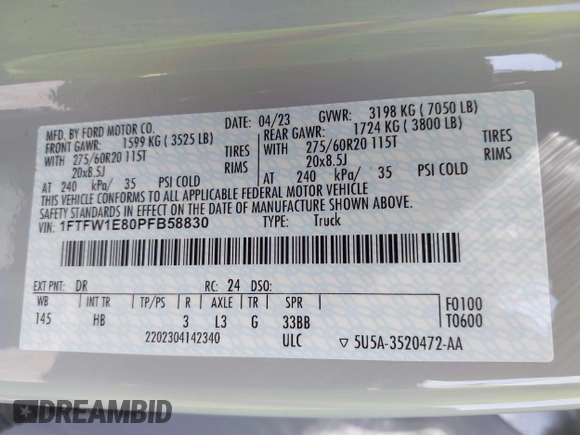 MFD. BY FORD MOTOR CO. DATE: 04/23 GVWR: 3198 KG ( 7050 LB)
FRONT GAWR: 1599 KG ( 3525 LB) REAR GAWR: 1724 KG ( 3800 LB)
WITH 275/60R20 115T TIRES WITH 275/60R20 115T TIRES
20x8.5J RIMS 20x8.5J RIMS
AT 240 kPa/ 35 PSI COLD AT 240 kPa/ 35 PSI COLD
THIS VEHICLE CONFORMS TO ALL APPLICABLE FEDERAL MOTOR VEHICLE
SAFETY STANDARDS IN EFFECT ON THE DATE OF MANUFACTURE SHOWN ABOVE.
VIN: 1FTFW1E80PFB58830 TYPE: Truck
EXT PNT: DR RC: 24 DSO:
WB INT TR TP/PS R AXLE TR SPR F0100
145 HB 3 L3 G 33BB T0600
2202304142340 ULC ▽ 5U5A-3520472-AA
DREAMBID